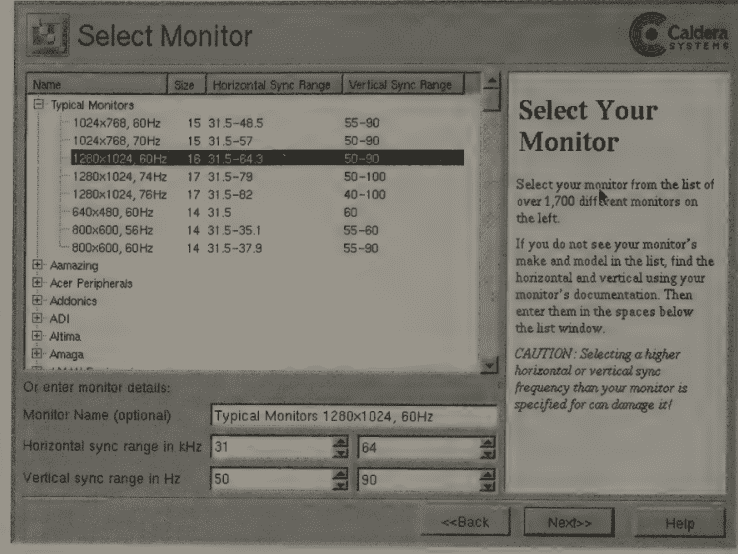 Select Monitor
Caldera
SYSTEMS
Name Size Horizontal Sync Range Vertical Sync Range
Typical Monitors
1024x768, 60Hz 15 31.5-48.5 55-90
1024x768, 70Hz 15 31.5-57 50-90
1280x1024, 60Hz 16 31.5-64.3 50-90
1280x1024, 74Hz 17 31.5-79 50-100
1280x1024, 76Hz 17 31.5-82 40-100
640x480, 60Hz 14 31.5 60
800x600, 56Hz 14 31.5-35.1 55-60
800x600, 60Hz 14 31.5-37.9 55-90
Aamazing
Acer Peripherals
Addonics
ADI
Altima
Amaga
Or enter monitor details:
Monitor Name (optional) Typical Monitors 1280x1024, 60Hz
Horizontal sync range in kHz 31 64
Vertical sync range in Hz 50 90
Select Your
Monitor
Select your monitor from the list of
over 1,700 different monitors on
the left.
If you do not see your monitor's
make and model in the list, find the
horizontal and vertical using your
monitor's documentation. Then
enter them in the spaces below
the list window.
CAUTION: Selecting a higher
horizontal or vertical sync
frequency than your monitor is
specified for can damage it!
<<Back Next>> Help